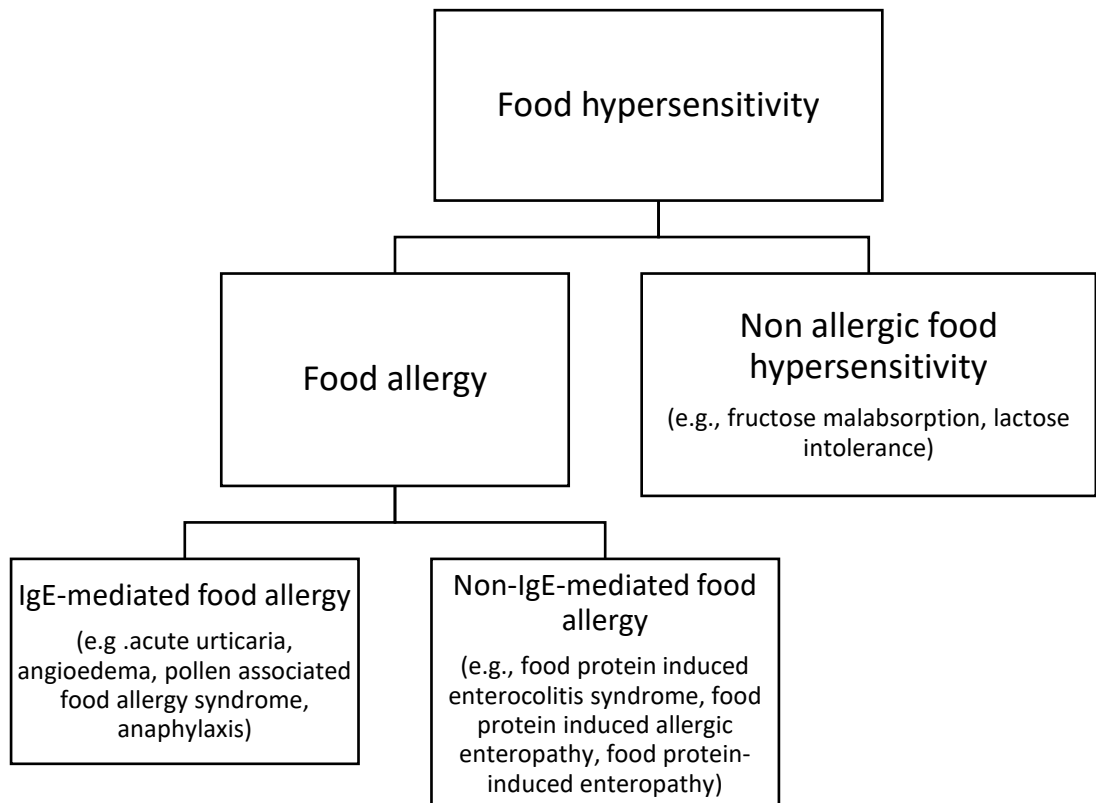 Food hypersensitivity
Food allergy
Non allergic food
hypersensitivity
(e.g., fructose malabsorption, lactose
intolerance)
IgE-mediated food allergy
(e.g .acute urticaria,
angioedema, pollen associated
food allergy syndrome,
anaphylaxis)
Non-IgE-mediated food
allergy
(e.g., food protein induced
enterocolitis syndrome, food
protein induced allergic
enteropathy, food protein-
induced enteropathy)